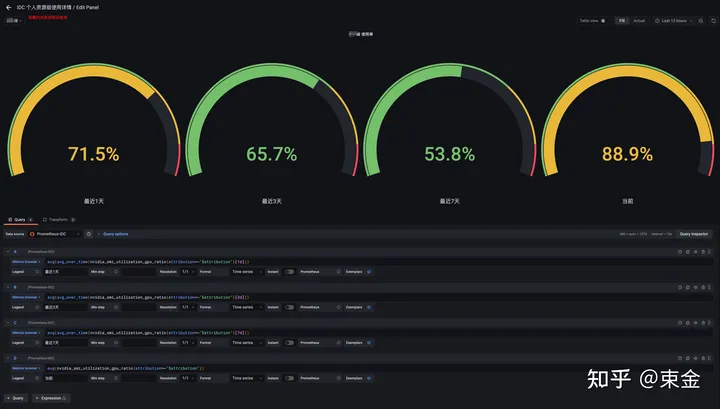 IDC 个人资源组使用详情 / Edit Panel
Table view Fill Actual Last 12 hours
使用率
71.5% 65.7% 53.8% 88.9%
最近1天 最近3天 最近7天 当前
Query 4 Transform 0
Data source Prometheus-IDC Query options Query inspector
A (Prometheus-IDC)
Metrics browser avg(avg_over_time(nvidia_smi_utilization_gpu_ratio{attribution=~"$attribution"}[1d]))
Legend 最近1天 Min step Resolution 1/1 Format Time series Instant Prometheus Exemplars
B (Prometheus-IDC)
Metrics browser avg(avg_over_time(nvidia_smi_utilization_gpu_ratio{attribution=~"$attribution"}[3d]))
Legend 最近3天 Min step Resolution 1/1 Format Time series Instant Prometheus Exemplars
C (Prometheus-IDC)
Metrics browser avg(avg_over_time(nvidia_smi_utilization_gpu_ratio{attribution=~"$attribution"}[7d]))
Legend 最近7天 Min step Resolution 1/1 Format Time series Instant Prometheus Exemplars
D (Prometheus-IDC)
Metrics browser avg(nvidia_smi_utilization_gpu_ratio{attribution=~"$attribution"})
Legend 当前 Min step Resolution 1/1 Format Time series Instant Prometheus Exemplars
+ Query + Expression
知乎 @束金